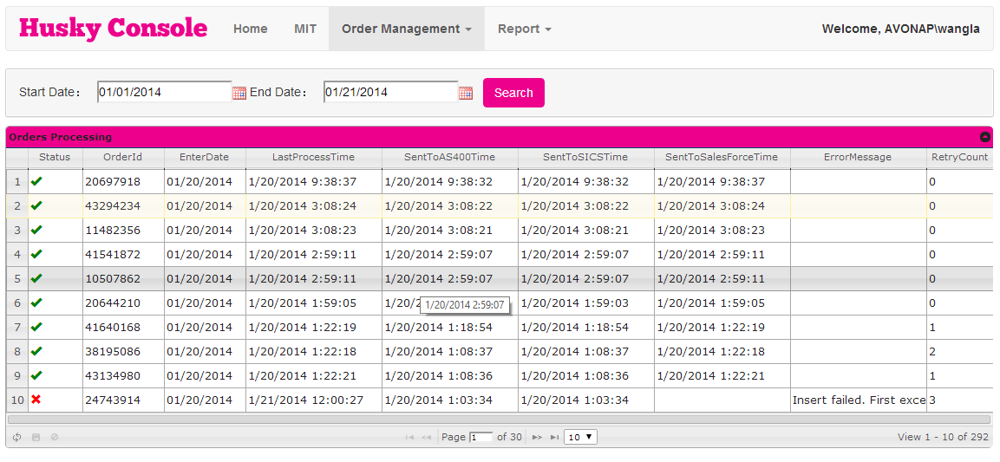 Husky Console Home MIT Order Management Report Welcome, AVONAP\wangla
Start Date: 01/01/2014 End Date: 01/21/2014 Search
Orders Processing
Status OrderId EnterDate LastProcessTime SentToAS400Time SentToSICSTime SentToSalesForceTime ErrorMessage RetryCount
1 20697918 01/20/2014 1/20/2014 9:38:37 1/20/2014 9:38:32 1/20/2014 9:38:32 1/20/2014 9:38:37 0
2 43294234 01/20/2014 1/20/2014 3:08:24 1/20/2014 3:08:22 1/20/2014 3:08:22 1/20/2014 3:08:24 0
3 11482356 01/20/2014 1/20/2014 3:08:23 1/20/2014 3:08:21 1/20/2014 3:08:21 1/20/2014 3:08:23 0
4 41541872 01/20/2014 1/20/2014 2:59:11 1/20/2014 2:59:07 1/20/2014 2:59:07 1/20/2014 2:59:11 0
5 10507862 01/20/2014 1/20/2014 2:59:11 1/20/2014 2:59:07 1/20/2014 2:59:07 1/20/2014 2:59:11 0
6 20644210 01/20/2014 1/20/2014 1:59:05 1/20/2 1/20/2014 1:59:03 1/20/2014 1:59:05 0
1/20/2014 2:59:07
7 41640168 01/20/2014 1/20/2014 1:22:19 1/20/2014 1:18:54 1/20/2014 1:18:54 1/20/2014 1:22:19 1
8 38195086 01/20/2014 1/20/2014 1:22:18 1/20/2014 1:08:37 1/20/2014 1:08:37 1/20/2014 1:22:18 2
9 43134980 01/20/2014 1/20/2014 1:22:21 1/20/2014 1:08:36 1/20/2014 1:08:36 1/20/2014 1:22:21 1
10 24743914 01/20/2014 1/21/2014 12:00:27 1/20/2014 1:03:34 1/20/2014 1:03:34 Insert failed. First exce 3
Page 1 of 30 10 View 1 - 10 of 292